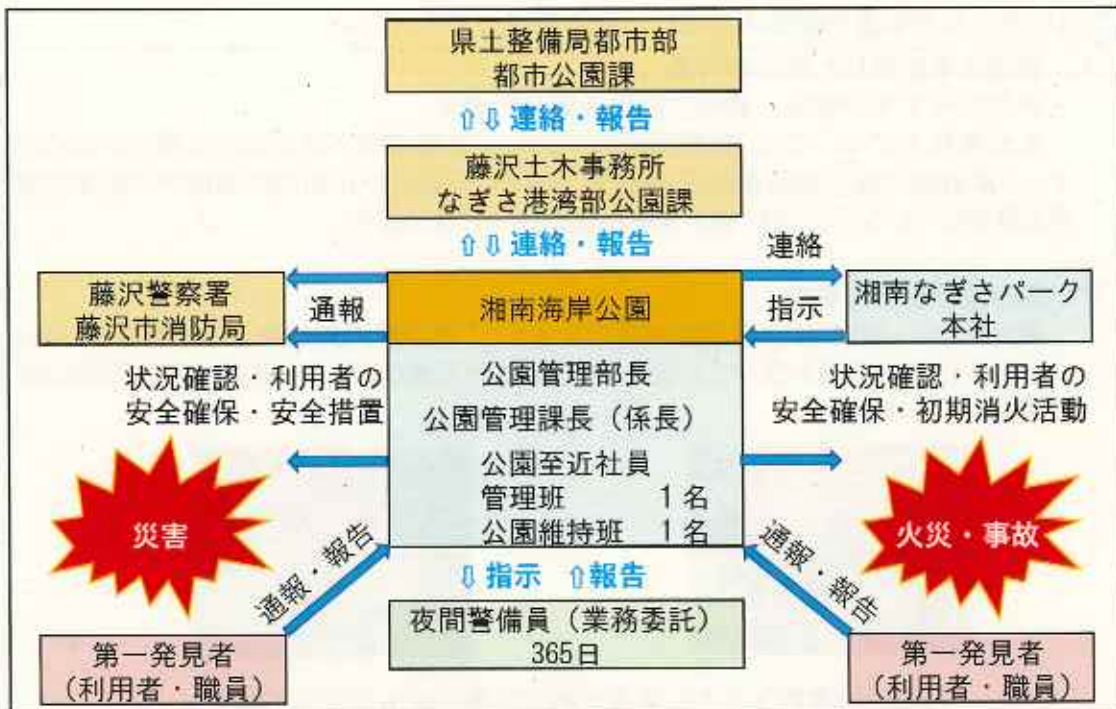 県土整備局都市部
都市公園課
⇧⇩連絡・報告
藤沢土木事務所
なぎさ港湾部公園課
⇧⇩連絡・報告
連絡
藤沢警察署
藤沢市消防局
通報
湘南海岸公園
指示
湘南なぎさパーク
本社
状況確認・利用者の
安全確保・安全措置
公園管理部長
公園管理課長（係長）
公園至近社員
管理班 1名
公園維持班 1名
状況確認・利用者の
安全確保・初期消火活動
災害
火災・事故
通報・報告
通報・報告
⇩指示 ⇧報告
夜間警備員（業務委託）
365日
第一発見者
（利用者・職員）
第一発見者
（利用者・職員）